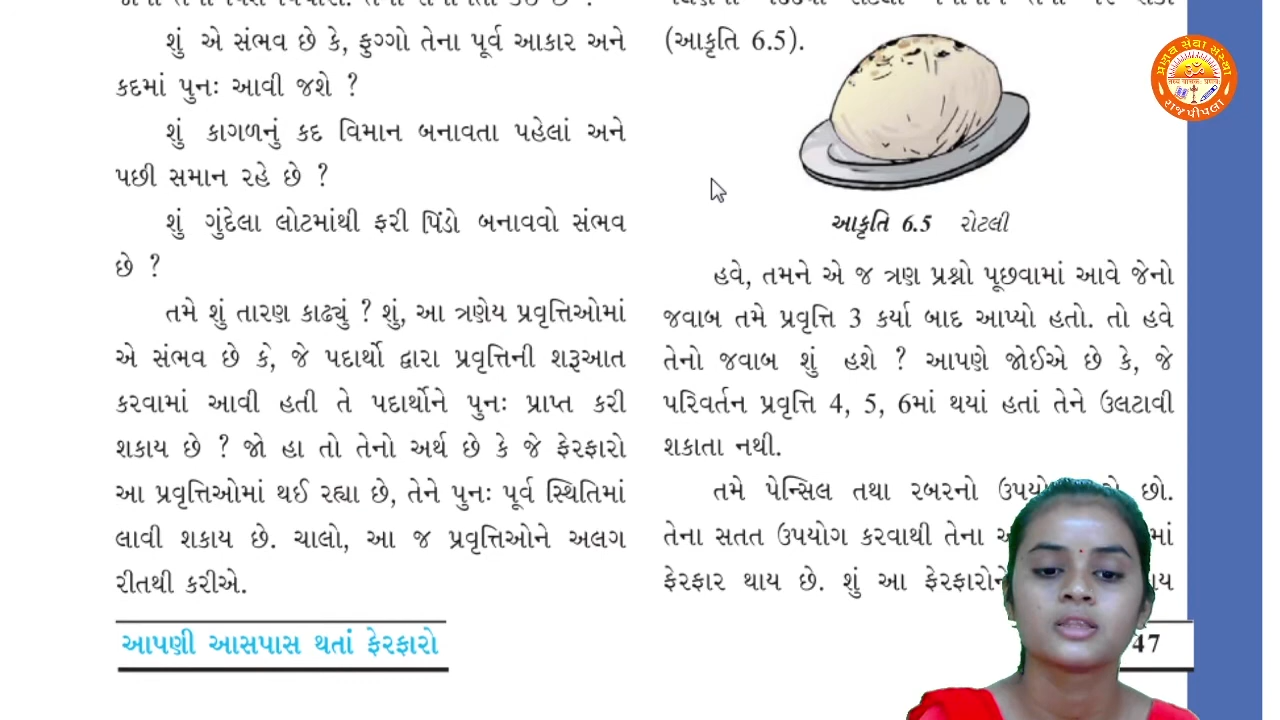 શું એ સંભવ છે કે, ફુગ્ગો તેના પૂર્વ આકાર અને
કદમાં પુનઃ આવી જશે ?
શું કાગળનું કદ વિમાન બનાવતા પહેલાં અને
પછી સમાન રહે છે ?
શું ગુંદેલા લોટમાંથી ફરી પિંડો બનાવવો સંભવ
છે ?
તમે શું તારણ કાઢ્યું ? શું, આ ત્રણેય પ્રવૃત્તિઓમાં
એ સંભવ છે કે, જે પદાર્થો દ્વારા પ્રવૃત્તિની શરૂઆત
કરવામાં આવી હતી તે પદાર્થોને પુનઃ પ્રાપ્ત કરી
શકાય છે ? જો હા તો તેનો અર્થ છે કે જે ફેરફારો
આ પ્રવૃત્તિઓમાં થઈ રહ્યા છે, તેને પુનઃ પૂર્વ સ્થિતિમાં
લાવી શકાય છે. ચાલો, આ જ પ્રવૃત્તિઓને અલગ
રીતથી કરીએ.
આપણી આસપાસ થતાં ફેરફારો
(આકૃતિ 6.5).
આકૃતિ 6.5 રોટલી
હવે, તમને એ જ ત્રણ પ્રશ્નો પૂછવામાં આવે જેનો
જવાબ તમે પ્રવૃત્તિ 3 કર્યા બાદ આપ્યો હતો. તો હવે
તેનો જવાબ શું હશે ? આપણે જોઈએ છે કે, જે
પરિવર્તન પ્રવૃત્તિ 4, 5, 6માં થયાં હતાં તેને ઉલટાવી
શકાતા નથી.
તમે પેન્સિલ તથા રબરનો છો.
તેના સતત ઉપયોગ કરવાથી તેના
ફેરફાર થાય છે. શું આ ફેરફારોને
47
પ્રણવ સેવા સંસ્થા
રાજપીપલા